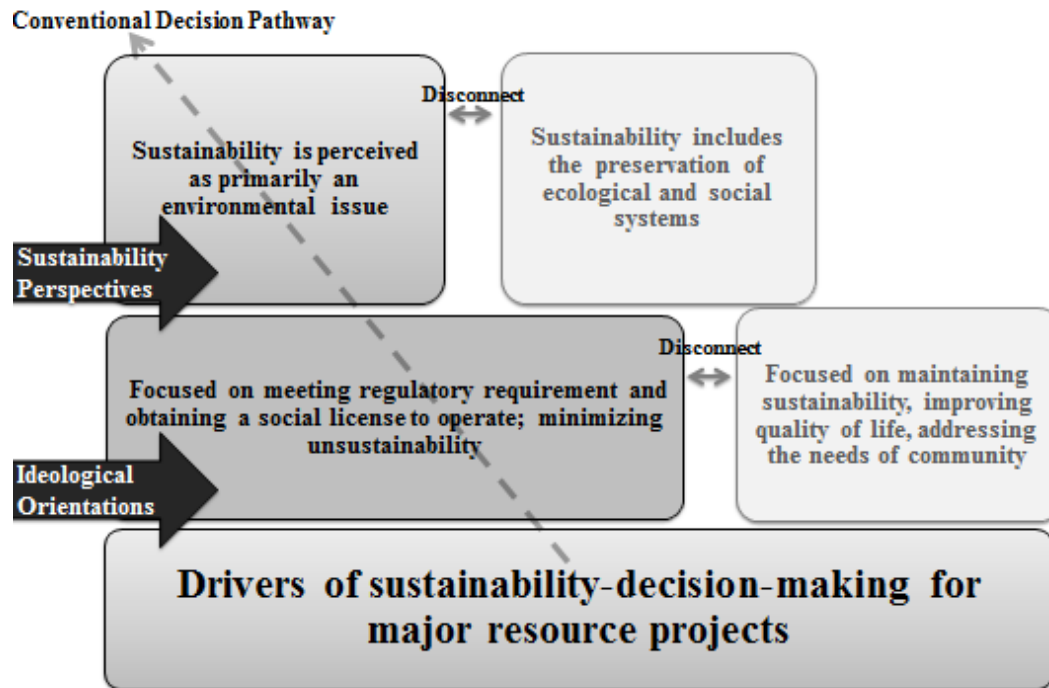 Conventional Decision Pathway
Disconnect
Sustainability is perceived
as primarily an
environmental issue
Sustainability includes
the preservation of
ecological and social
systems
Sustainability
Perspectives
Disconnect
Focused on meeting regulatory requirement and
obtaining a social license to operate; minimizing
unsustainability
Focused on maintaining
sustainability, improving
quality of life, addressing
the needs of community
Ideological
Orientations
Drivers of sustainability-decision-making for
major resource projects